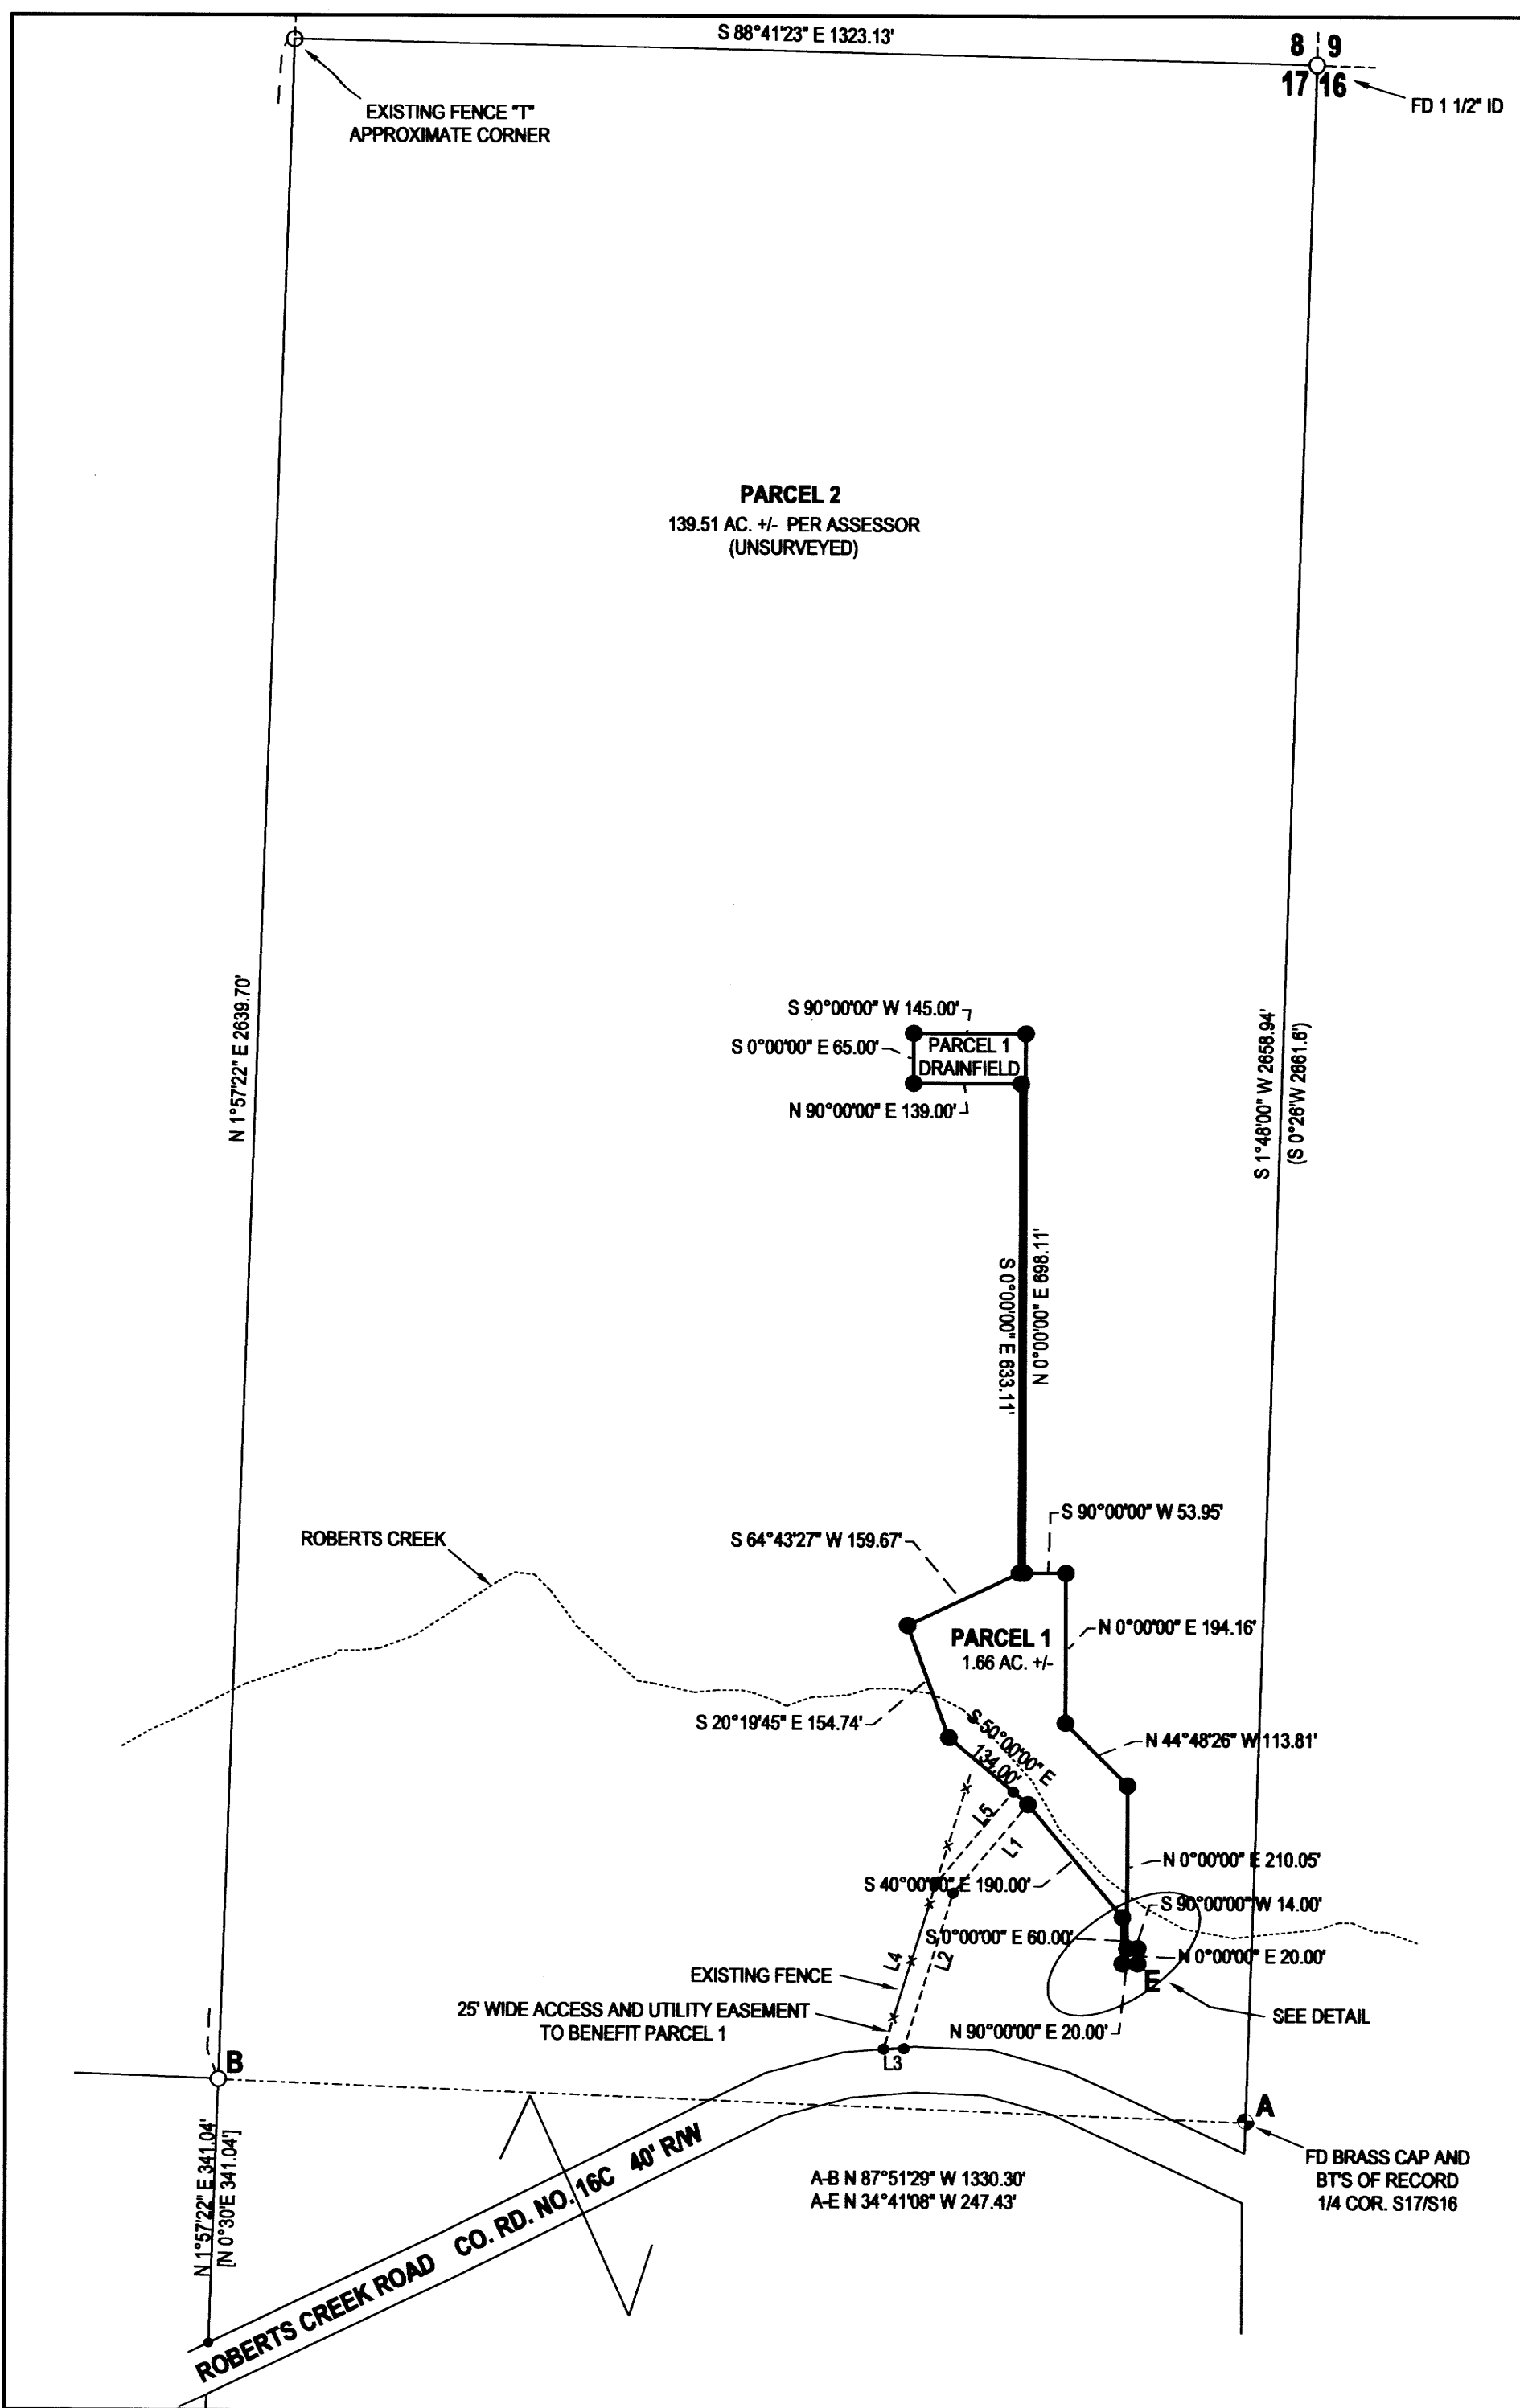 S 88°41'23" E 1323.13'
8 9
17 16
FD 1 1/2" ID
EXISTING FENCE "T"
APPROXIMATE CORNER
PARCEL 2
139.51 AC. +/- PER ASSESSOR
(UNSURVEYED)
N 1°57'22" E 2639.70'
S 1°48'00" W 2658.94'
(S 0°26'W 2661.6')
S 90°00'00" W 145.00'
S 0°00'00" E 65.00'
PARCEL 1
DRAINFIELD
N 90°00'00" E 139.00'
S 0°00'00" E 633.11'
N 0°00'00" E 698.11'
S 90°00'00" W 53.95'
S 64°43'27" W 159.67'
ROBERTS CREEK
PARCEL 1
1.66 AC. +/-
N 0°00'00" E 194.16'
S 20°19'45" E 154.74'
S 50°00'00" E
134.00'
N 44°48'26" W 113.81'
L5
L1
N 0°00'00" E 210.05'
S 40°00'00" E 190.00'
S 90°00'00" W 14.00'
S 0°00'00" E 60.00'
N 0°00'00" E 20.00'
L4
L2
E
EXISTING FENCE
SEE DETAIL
25' WIDE ACCESS AND UTILITY EASEMENT
TO BENEFIT PARCEL 1
N 90°00'00" E 20.00'
L3
B
A
FD BRASS CAP AND
BT'S OF RECORD
1/4 COR. S17/S16
N 1°57'22" E 341.04'
[N 0°30'E 341.04']
A-B N 87°51'29" W 1330.30'
A-E N 34°41'08" W 247.43'
ROBERTS CREEK ROAD CO. RD. NO. 16C 40' R/W